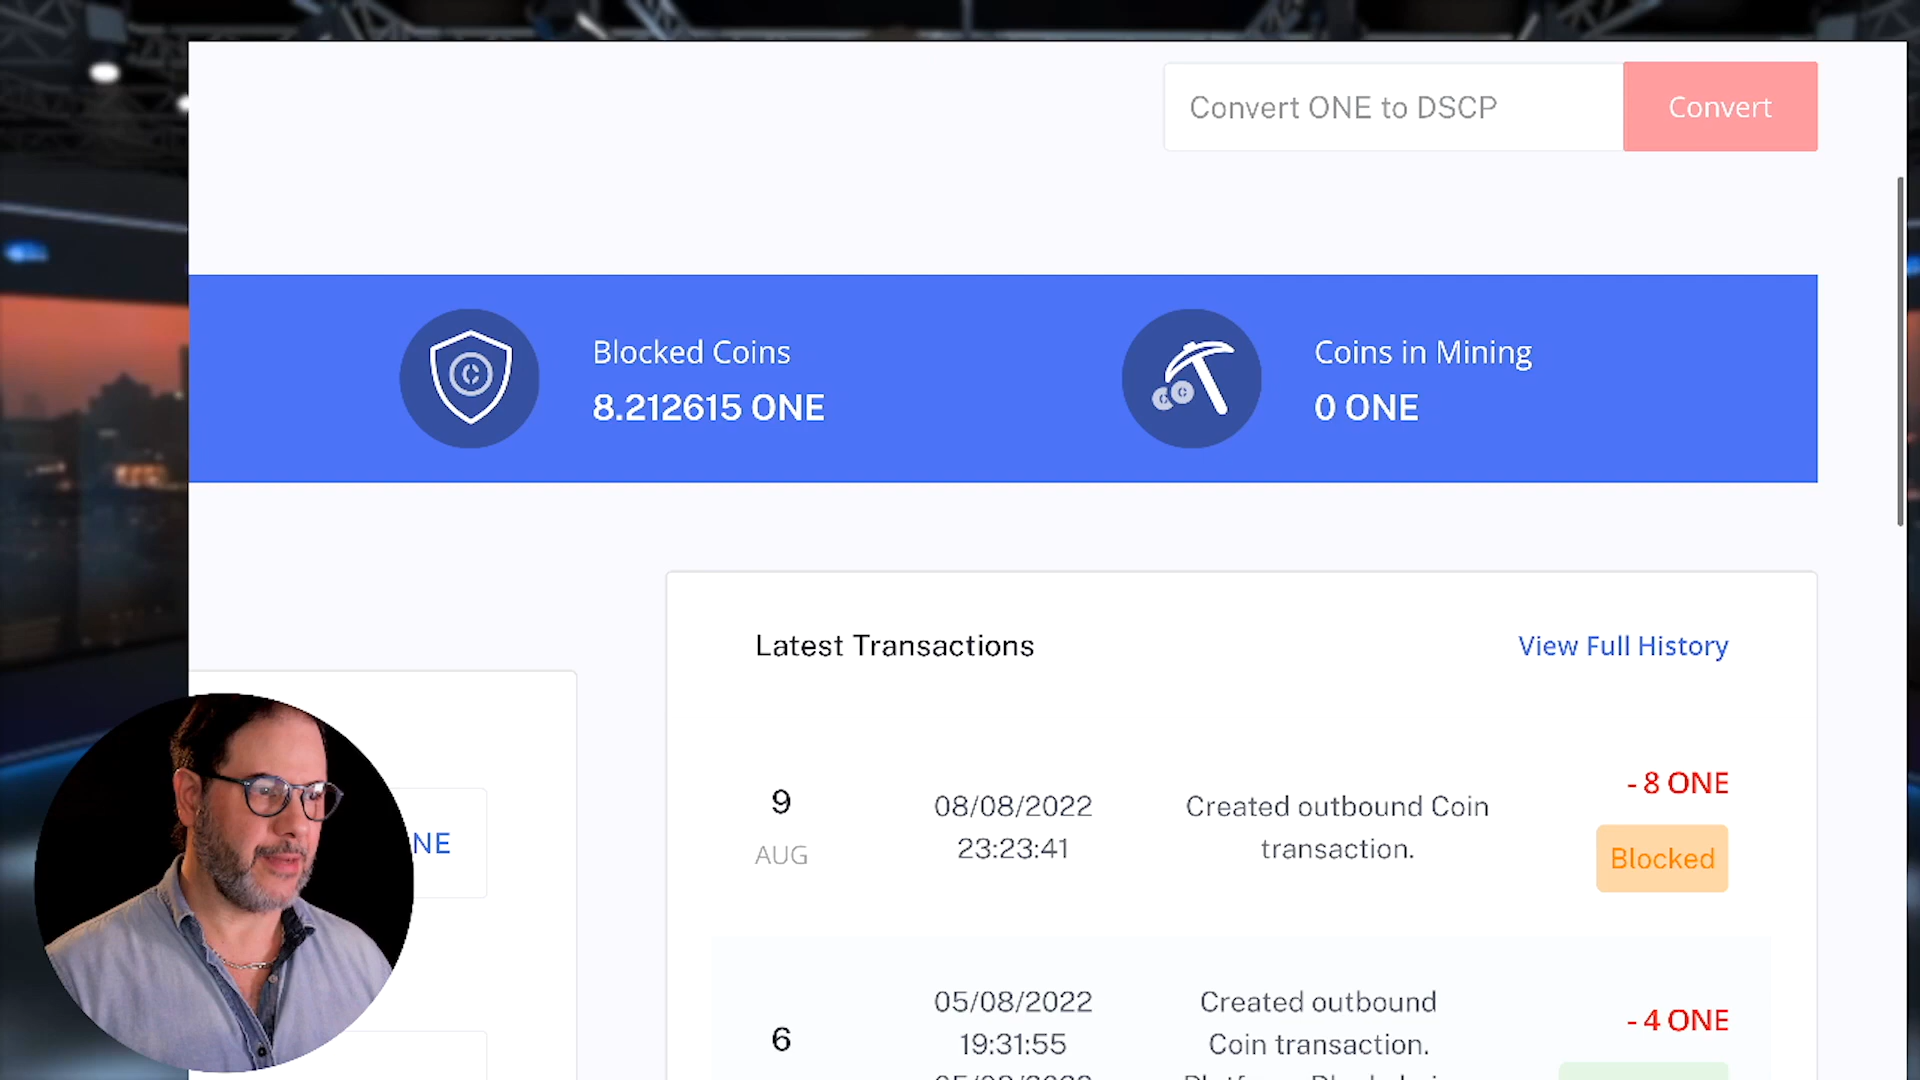 Convert ONE to DSCP
Convert
Blocked Coins
8.212615 ONE
Coins in Mining
0 ONE
Latest Transactions
View Full History
9
AUG
08/08/2022
23:23:41
Created outbound Coin
transaction.
- 8 ONE
Blocked
NE
6
05/08/2022
19:31:55
Created outbound
Coin transaction.
- 4 ONE